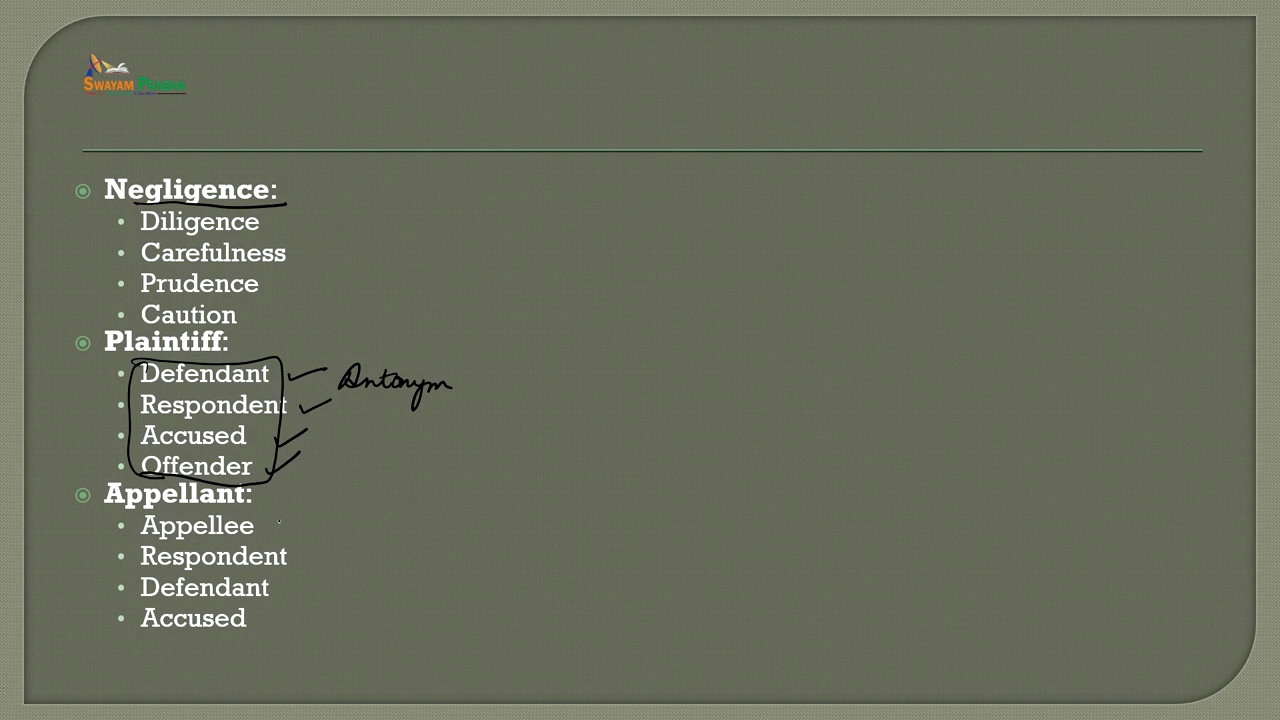 SWAYAM PRABHA
Negligence:
Diligence
Carefulness
Prudence
Caution
Plaintiff:
Defendant
Antonym
Respondent
Accused
Offender
Appellant:
Appellee
Respondent
Defendant
Accused